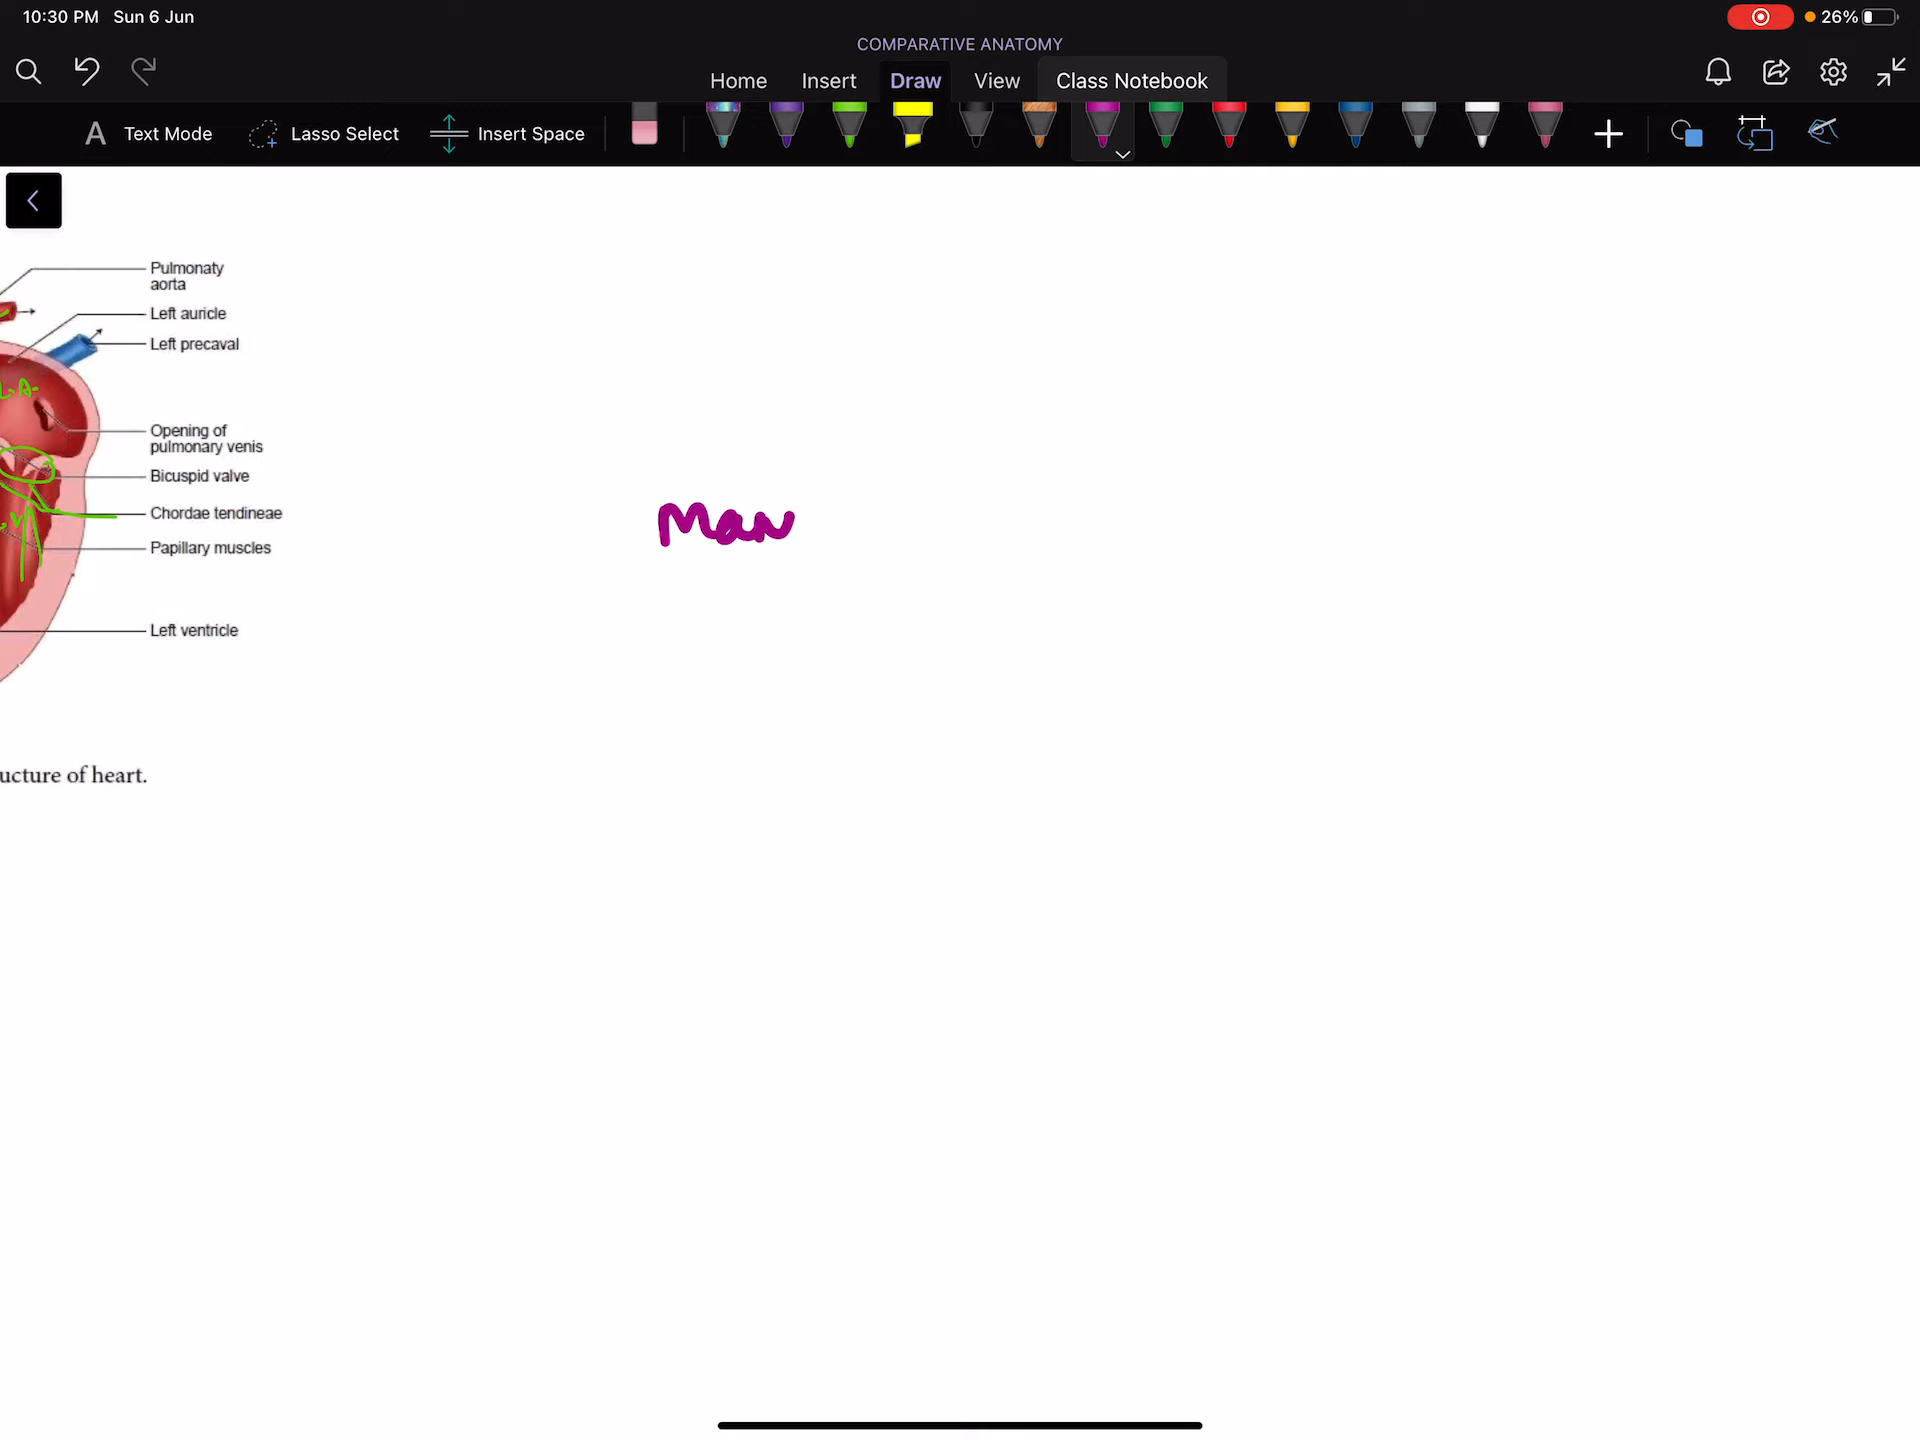 10:30 PM Sun 6 Jun
26%
COMPARATIVE ANATOMY
Home Insert Draw View Class Notebook
A Text Mode Lasso Select Insert Space
Pulmonaty
aorta
Left auricle
Left precaval
LA
Opening of
pulmonary venis
Bicuspid valve
Chordae tendineae
Papillary muscles
Left ventricle
Man
ucture of heart.